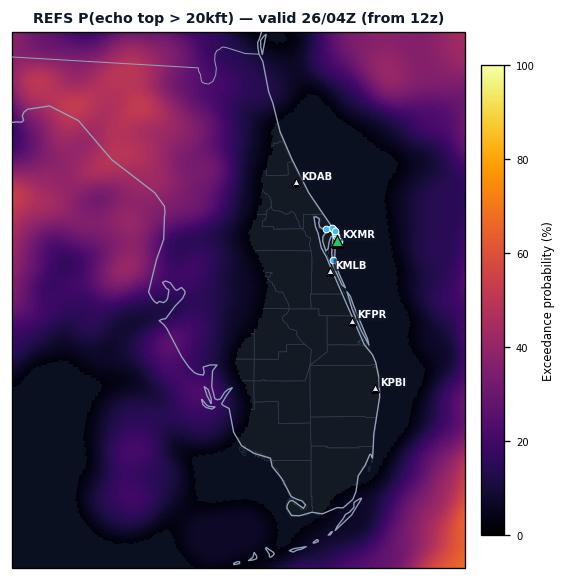 REFS P(echo top > 20kft) — valid 26/04Z (from 12z)
KDAB
KXMR
KMLB
KFPR
KPBI
100
80
60
40
20
0
Exceedance probability (%)